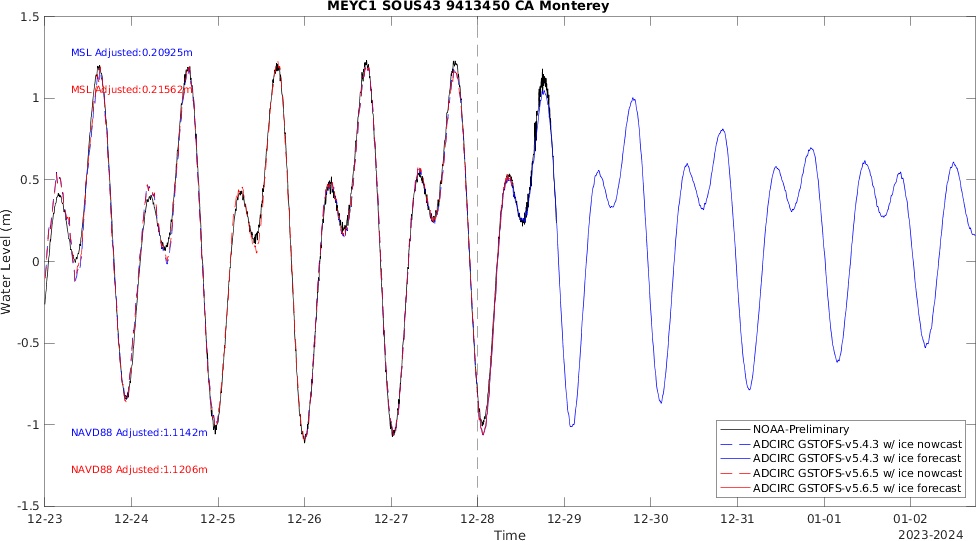 MEYC1 SOUS43 9413450 CA Monterey
1.5
1
0.5
0
-0.5
-1
-1.5
Water Level (m)
MSL Adjusted:0.20925m
MSL Adjusted:0.21562m
NAVD88 Adjusted:1.1142m
NAVD88 Adjusted:1.1206m
NOAA-Preliminary
ADCIRC GSTOFS-v5.4.3 w/ ice nowcast
ADCIRC GSTOFS-v5.4.3 w/ ice forecast
ADCIRC GSTOFS-v5.6.5 w/ ice nowcast
ADCIRC GSTOFS-v5.6.5 w/ ice forecast
12-23 12-24 12-25 12-26 12-27 12-28 12-29 12-30 12-31 01-01 01-02
Time
2023-2024